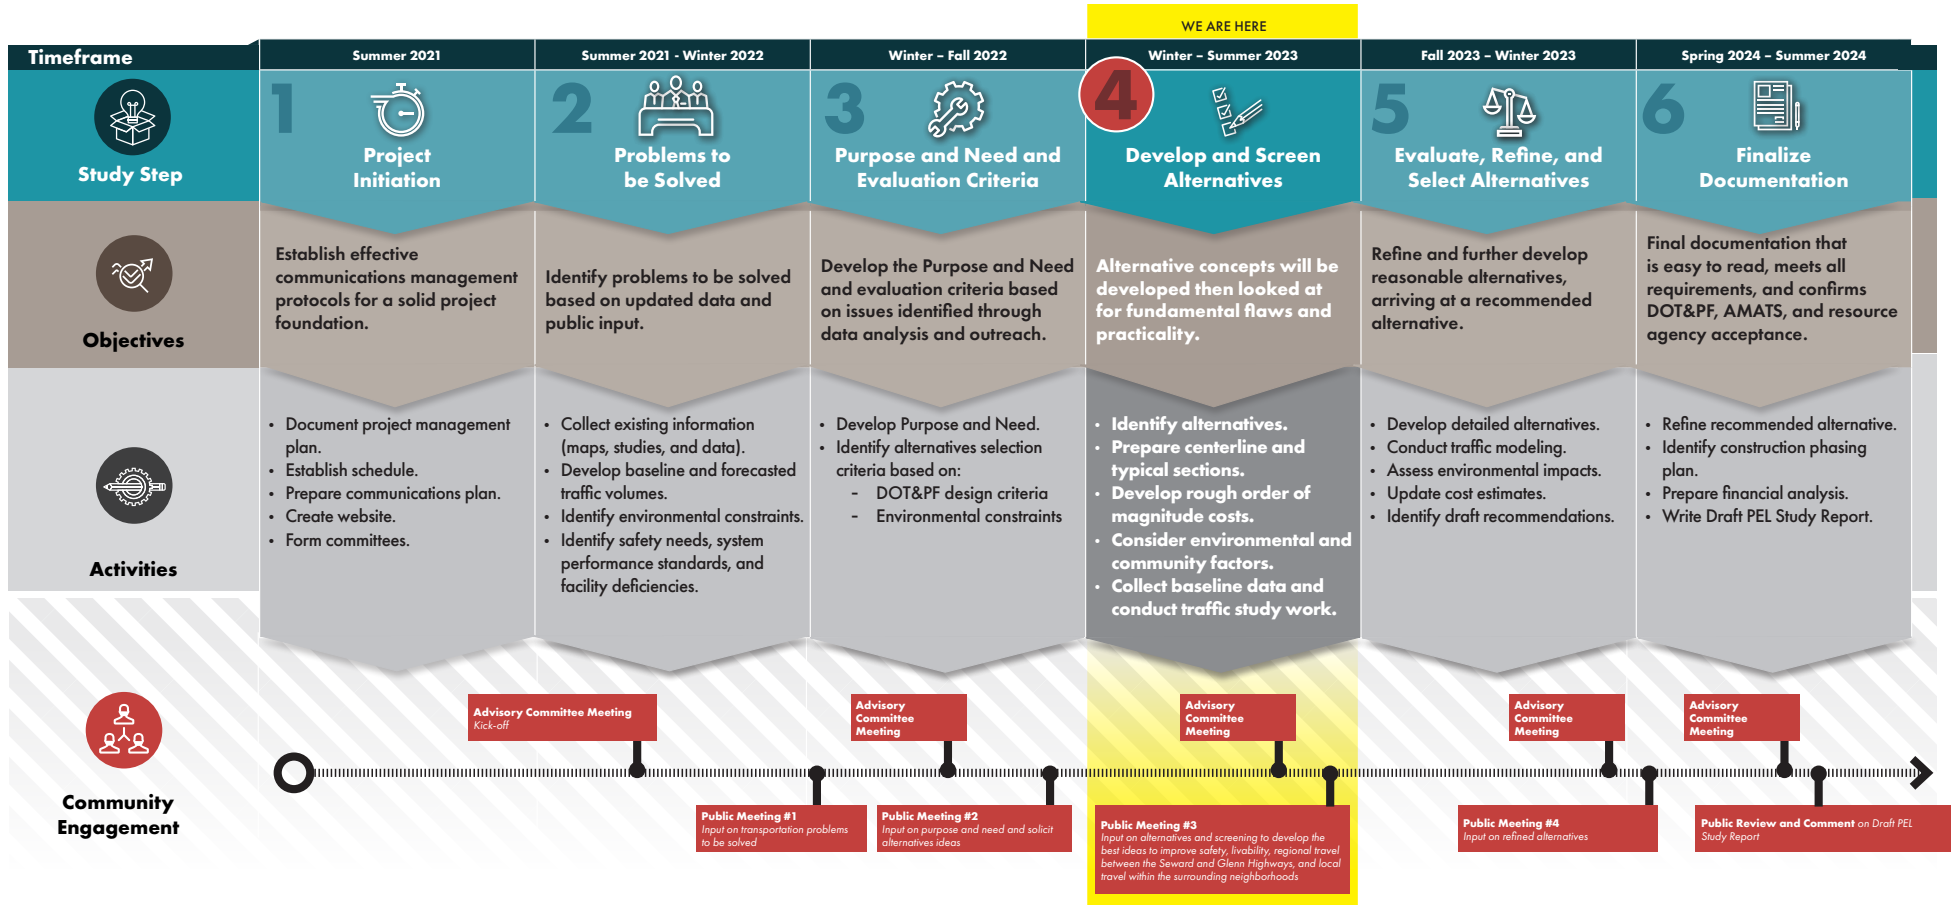 WE ARE HERE
Timeframe
Summer 2021
Summer 2021 - Winter 2022
Winter – Fall 2022
Winter – Summer 2023
Fall 2023 – Winter 2023
Spring 2024 – Summer 2024
Study Step
1
Project
Initiation
2
Problems to
be Solved
3
Purpose and Need and
Evaluation Criteria
4
Develop and Screen
Alternatives
5
Evaluate, Refine, and
Select Alternatives
6
Finalize
Documentation
Objectives
Establish effective
communications management
protocols for a solid project
foundation.
Identify problems to be solved
based on updated data and
public input.
Develop the Purpose and Need
and evaluation criteria based
on issues identified through
data analysis and outreach.
Alternative concepts will be
developed then looked at
for fundamental flaws and
practicality.
Refine and further develop
reasonable alternatives,
arriving at a recommended
alternative.
Final documentation that
is easy to read, meets all
requirements, and confirms
DOT&PF, AMATS, and resource
agency acceptance.
Activities
• Document project management
plan.
• Establish schedule.
• Prepare communications plan.
• Create website.
• Form committees.
• Collect existing information
(maps, studies, and data).
• Develop baseline and forecasted
traffic volumes.
• Identify environmental constraints.
• Identify safety needs, system
performance standards, and
facility deficiencies.
• Develop Purpose and Need.
• Identify alternatives selection
criteria based on:
- DOT&PF design criteria
- Environmental constraints
• Identify alternatives.
• Prepare centerline and
typical sections.
• Develop rough order of
magnitude costs.
• Consider environmental and
community factors.
• Collect baseline data and
conduct traffic study work.
• Develop detailed alternatives.
• Conduct traffic modeling.
• Assess environmental impacts.
• Update cost estimates.
• Identify draft recommendations.
• Refine recommended alternative.
• Identify construction phasing
plan.
• Prepare financial analysis.
• Write Draft PEL Study Report.
Community
Engagement
Advisory Committee Meeting
Kick-off
Public Meeting #1
Input on transportation problems
to be solved
Advisory
Committee
Meeting
Public Meeting #2
Input on purpose and need and solicit
alternatives ideas
Advisory
Committee
Meeting
Public Meeting #3
Input on alternatives and screening to develop the
best ideas to improve safety, livability, regional travel
between the Seward and Glenn Highways, and local
travel within the surrounding neighborhoods
Advisory
Committee
Meeting
Public Meeting #4
Input on refined alternatives
Advisory
Committee
Meeting
Public Review and Comment on Draft PEL
Study Report